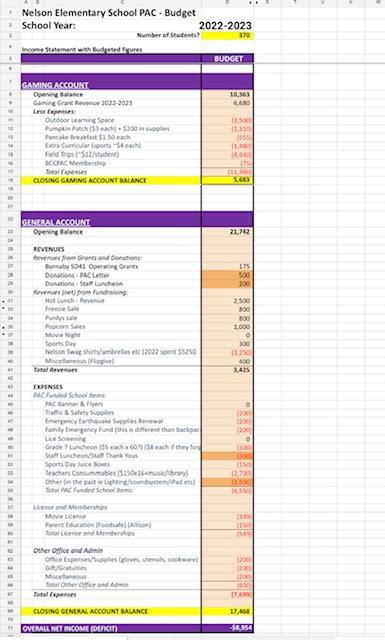 Nelson Elementary School PAC - Budget
School Year: 2022-2023
Number of Students? 370
Income Statement with Budgeted figures
BUDGET
GAMING ACCOUNT
Opening Balance 10,363
Gaming Grant Revenue 2022-2023 6,680
Less Expenses:
Outdoor Learning Space (3,500)
Pumpkin Patch ($3 each) + $200 in supplies (1,310)
Pancake Breakfast $1.50 each (555)
Extra Curricular (sports ~$4 each) (1,480)
Field Trips (~$12/student) (4,440)
BCCPAC Membership (75)
Total Expenses (11,360)
CLOSING GAMING ACCOUNT BALANCE 5,683
GENERAL ACCOUNT
Opening Balance 21,742
REVENUES
Revenues from Grants and Donations:
Burnaby SD41 Operating Grants 175
Donations - PAC Letter 500
Donations - Staff Luncheon 200
Revenues (net) from Fundraising:
Hot Lunch - Revenue 2,500
Freezie Sale 800
Purdys sale 800
Popcorn Sales 1,000
Movie Night 0
Sports Day 300
Nelson Swag shirts/umbrellas etc (2022 spent $5250 (3,250)
Miscellaneous (Flipgive) 400
Total Revenues 3,425
EXPENSES
PAC Funded School Items:
PAC Banner & Flyers 0
Traffic & Safety Supplies (200)
Emergency Earthquake Supplies Renewal (200)
Family Emergency Fund (this is different than backpac (200)
Lice Screening 0
Grade 7 Luncheon ($5 each x 60?) ($8 each if they forg (300)
Staff Luncheon/Staff Thank Yous (300)
Sports Day Juice Boxes (150)
Teachers Consummables ($150x16+music/library) (2,700)
Other (in the past ie Lighting/soundsystem/iPad etc) (2,500)
Total PAC Funded School Items: (6,550)
License and Memberships
Movie License (399)
Parent Education (Foodsafe) (Allison) (150)
Total License and Memberships (549)
Other Office and Admin
Office Expenses/Supplies (gloves, utensils, cookware) (200)
Gift/Gratuities (200)
Miscellaneous (200)
Total Other Office and Admin (600)
Total Expenses (7,699)
CLOSING GENERAL ACCOUNT BALANCE 17,468
OVERALL NET INCOME (DEFICIT) -$8,954